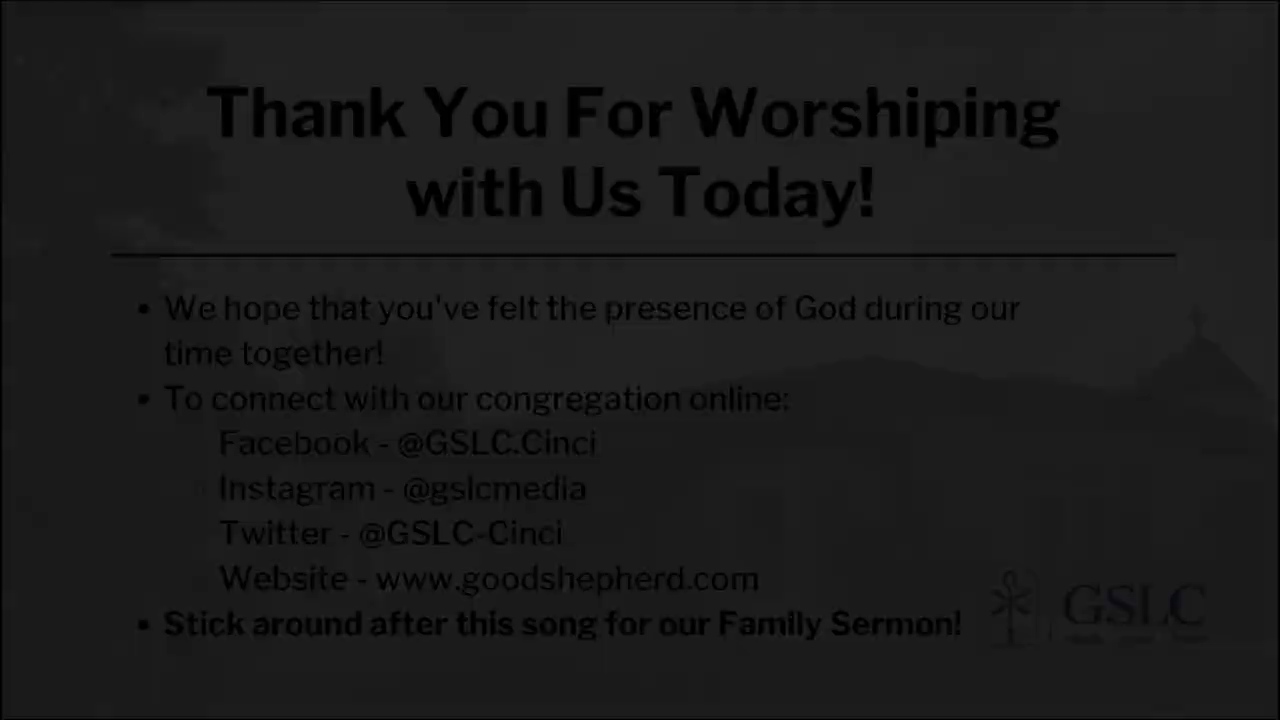 Thank You For Worshiping
with Us Today!
• We hope that you've felt the presence of God during our
time together!
• To connect with our congregation online:
Facebook - @GSLC.Cinci
Instagram - @gslcmedia
Twitter - @GSLC-Cinci
Website - www.goodshepherd.com
• Stick around after this song for our Family Sermon!
GSLC